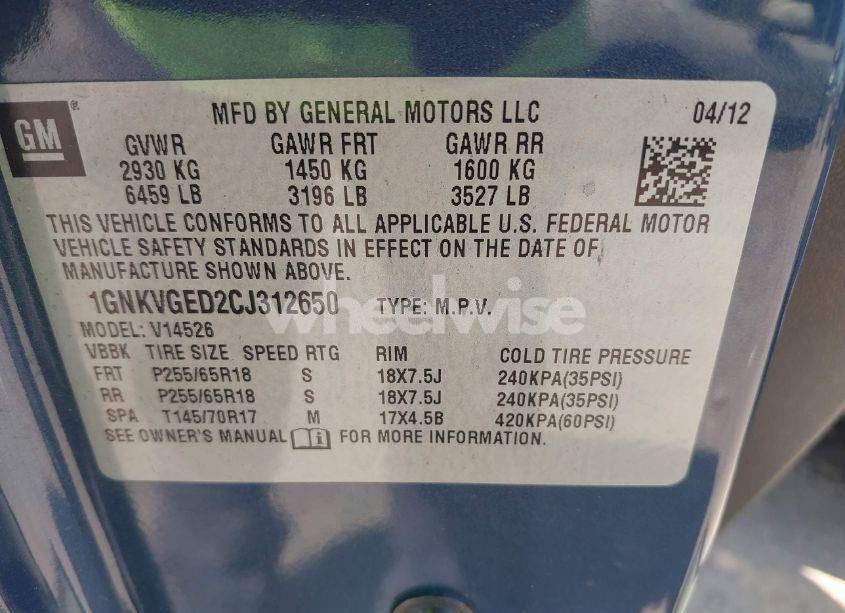 GM ®
MFD BY GENERAL MOTORS LLC 04/12
GVWR GAWR FRT GAWR RR
2930 KG 1450 KG 1600 KG
6459 LB 3196 LB 3527 LB
THIS VEHICLE CONFORMS TO ALL APPLICABLE U.S. FEDERAL MOTOR
VEHICLE SAFETY STANDARDS IN EFFECT ON THE DATE OF
MANUFACTURE SHOWN ABOVE.
1GNKVGED2CJ312650 TYPE: M.P.V.
wheelwise
MODEL: V14526
VBBK TIRE SIZE SPEED RTG RIM COLD TIRE PRESSURE
FRT P255/65R18 S 18X7.5J 240KPA(35PSI)
RR P255/65R18 S 18X7.5J 240KPA(35PSI)
SPA T145/70R17 M 17X4.5B 420KPA(60PSI)
SEE OWNER'S MANUAL FOR MORE INFORMATION.